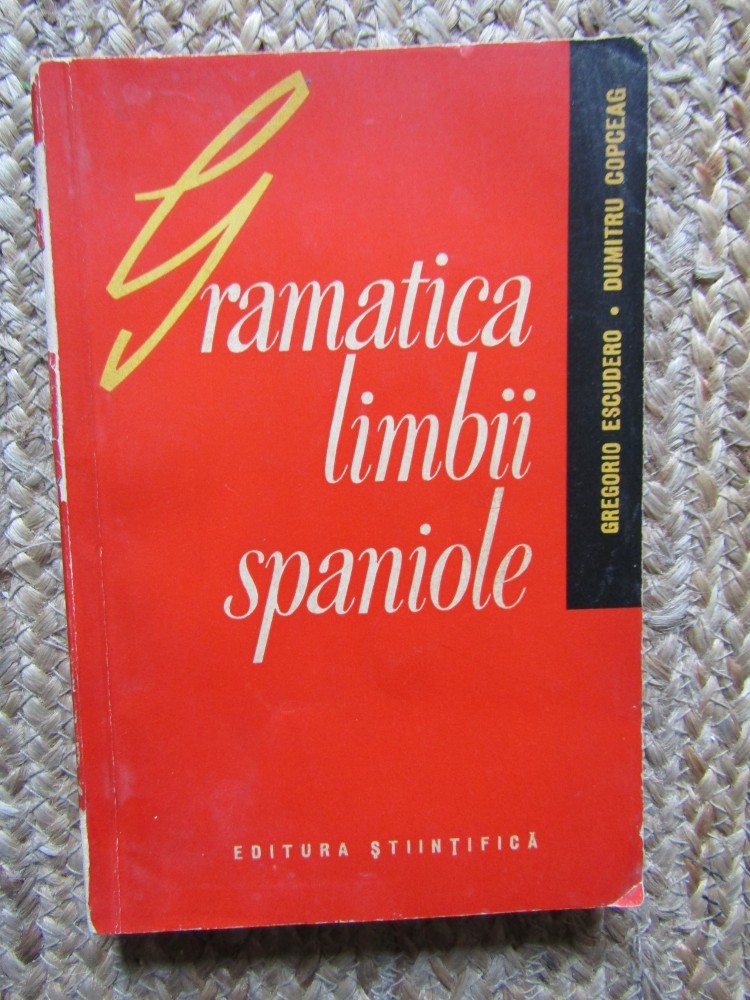 Gramatica
limbii
spaniole
GREGORIO ESCUDERO • DUMITRU COPCEAG
EDITURA ŞTIINŢIFICĂ